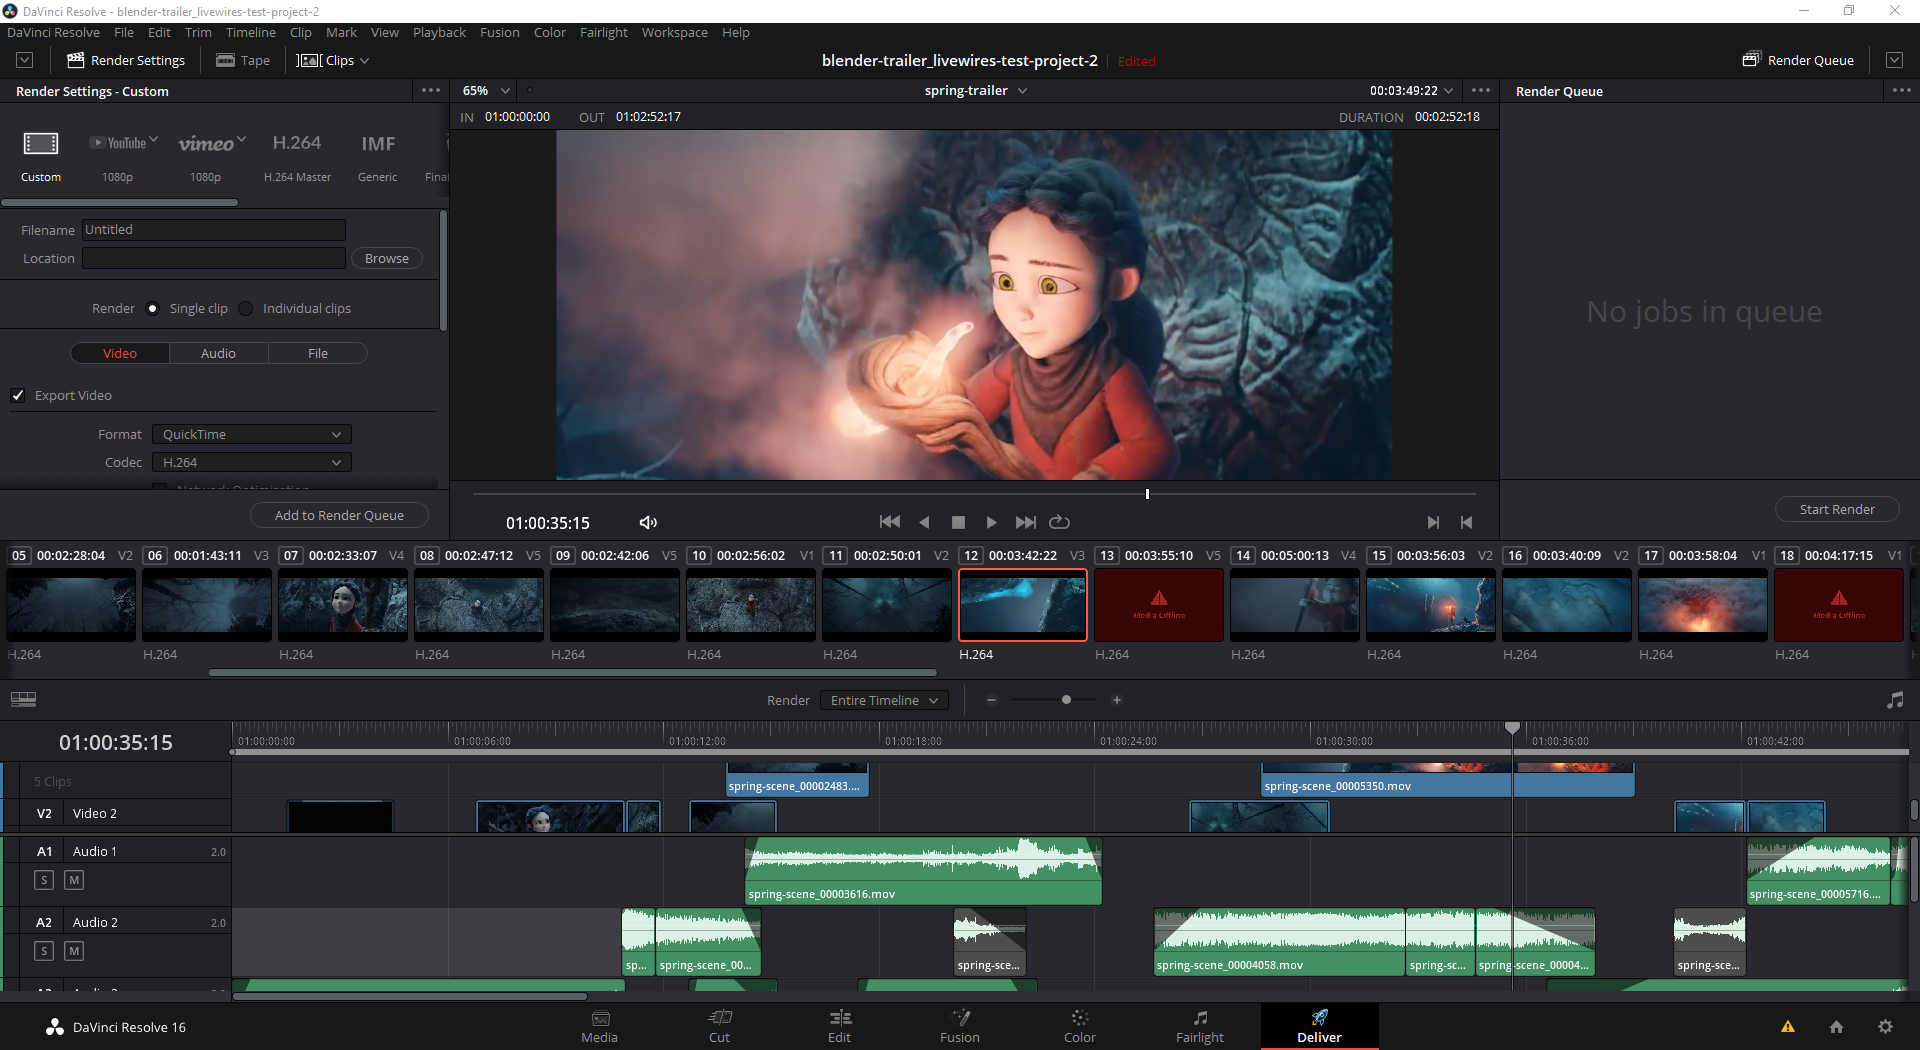 DaVinci Resolve - blender-trailer_livewires-test-project-2
DaVinci Resolve File Edit Trim Timeline Clip Mark View Playback Fusion Color Fairlight Workspace Help
Render Settings Tape Clips blender-trailer_livewires-test-project-2 Edited Render Queue
Render Settings - Custom 65% spring-trailer 00:03:49:22 Render Queue
IN 01:00:00:00 OUT 01:02:52:17 DURATION 00:02:52:18
YouTube vimeo H.264 IMF
Custom 1080p 1080p H.264 Master Generic Final
Filename Untitled
Location Browse
Render Single clip Individual clips
No jobs in queue
Video Audio File
Export Video
Format QuickTime
Codec H.264
Network Optimization
Add to Render Queue
01:00:35:15
Start Render
05 00:02:28:04 V2 06 00:01:43:11 V3 07 00:02:33:07 V4 08 00:02:47:12 V5 09 00:02:42:06 V5 10 00:02:56:02 V1 11 00:02:50:01 V2 12 00:03:42:22 V3 13 00:03:55:10 V5 14 00:05:00:13 V4 15 00:03:56:03 V2 16 00:03:40:09 V2 17 00:03:58:04 V1 18 00:04:17:15 V1
Media Offline Media Offline
H.264 H.264 H.264 H.264 H.264 H.264 H.264 H.264 H.264 H.264 H.264 H.264 H.264 H.264
Render Entire Timeline
01:00:35:15 01:00:00:00 01:00:06:00 01:00:12:00 01:00:18:00 01:00:24:00 01:00:30:00 01:00:36:00 01:00:42:00
5 Clips spring-scene_00002483.... spring-scene_00005350.mov
V2 Video 2
A1 Audio 1 2.0
S M spring-scene_00003616.mov spring-scene_00005716....
A2 Audio 2 2.0
S M
sp... spring-scene_00... spring-sce... spring-scene_00004058.mov spring-sc... spring-scene_00004... spring-sce...
DaVinci Resolve 16 Media Cut Edit Fusion Color Fairlight Deliver